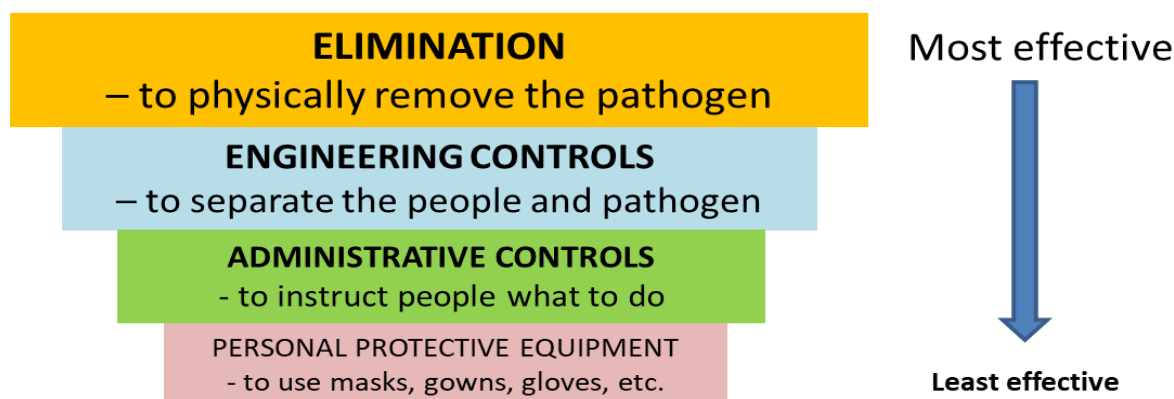 ELIMINATION
– to physically remove the pathogen
ENGINEERING CONTROLS
– to separate the people and pathogen
ADMINISTRATIVE CONTROLS
- to instruct people what to do
PERSONAL PROTECTIVE EQUIPMENT
- to use masks, gowns, gloves, etc.
Most effective
Least effective